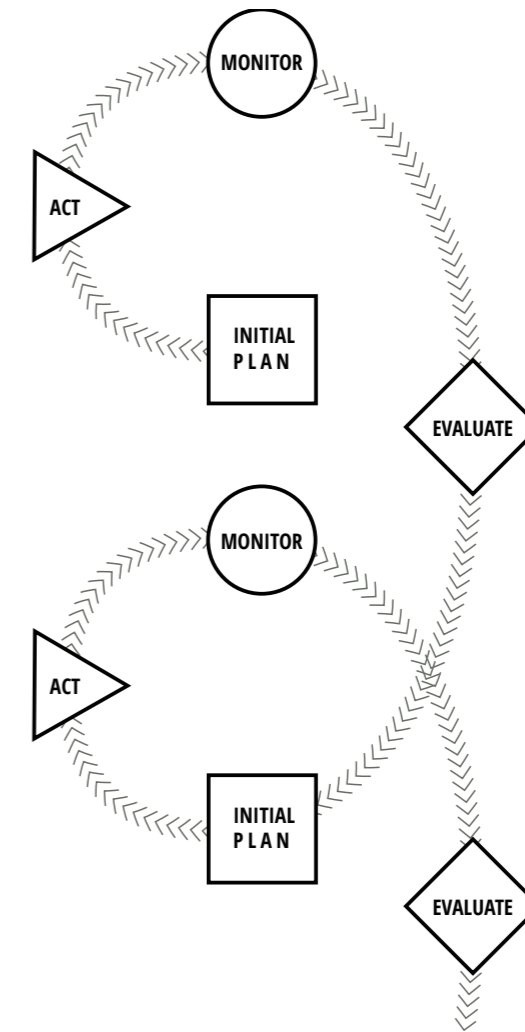 MONITOR
ACT
INITIAL
PLAN
EVALUATE
MONITOR
ACT
INITIAL
PLAN
EVALUATE